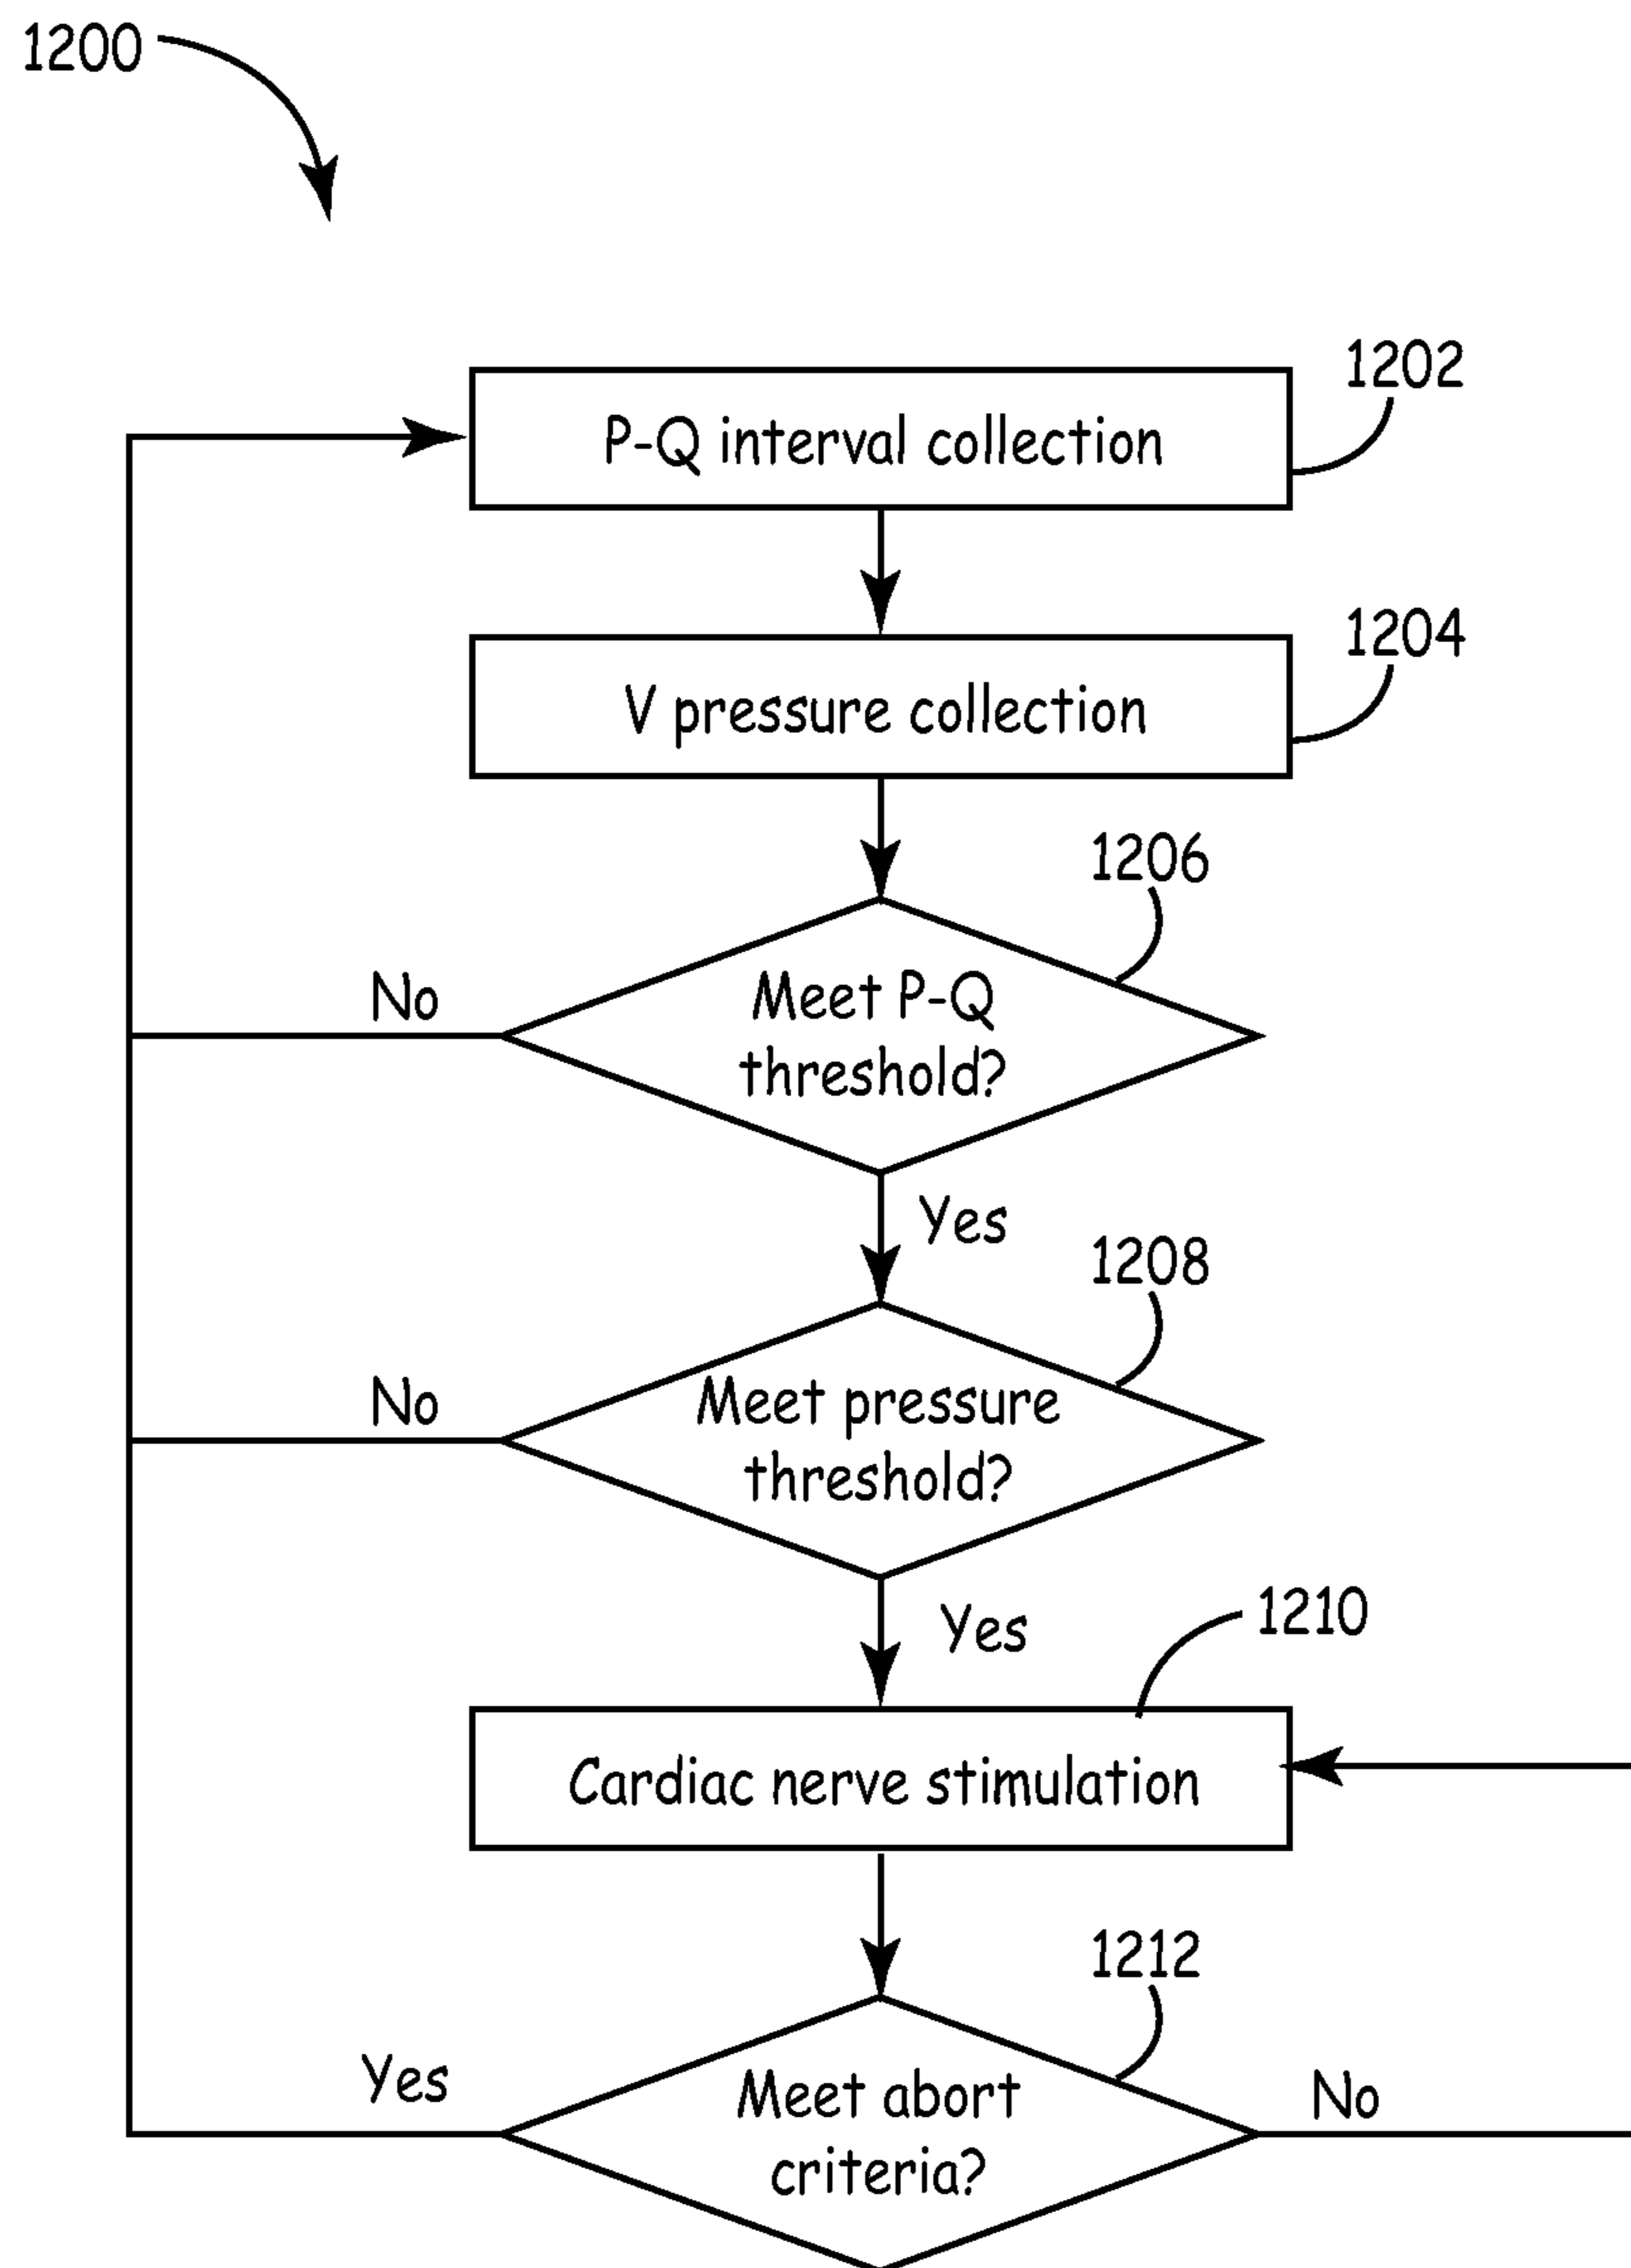 1200
1202
P-Q interval collection
1204
V pressure collection
1206
No
Meet P-Q
threshold?
Yes
1208
No
Meet pressure
threshold?
Yes
1210
Cardiac nerve stimulation
1212
Yes
Meet abort
criteria?
No